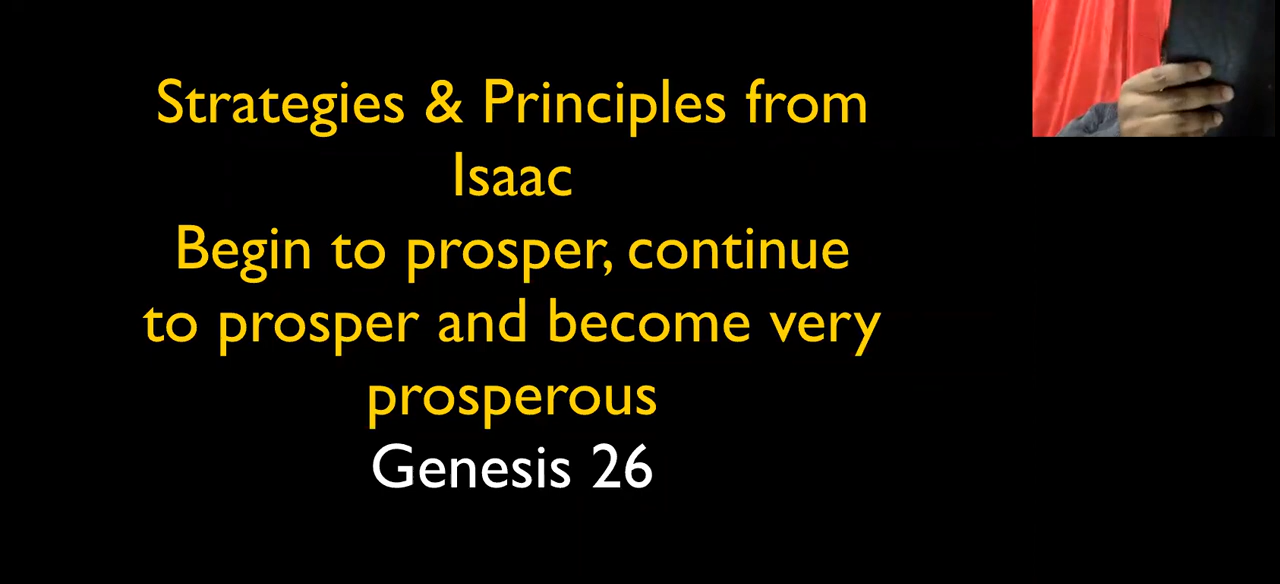 Strategies & Principles from
Isaac
Begin to prosper, continue
to prosper and become very
prosperous
Genesis 26